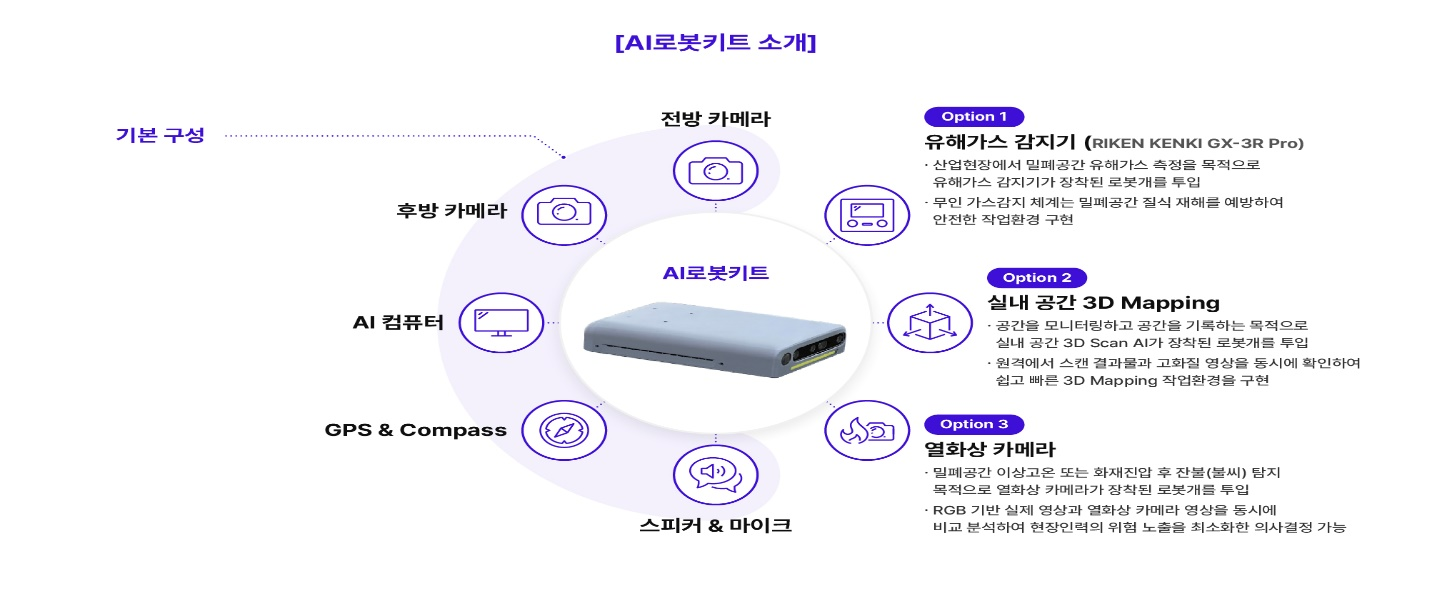 [AI로봇키트 소개]
기본 구성
전방 카메라
후방 카메라
AI 컴퓨터
GPS & Compass
스피커 & 마이크
AI로봇키트
Option 1
유해가스 감지기 (RIKEN KENKI GX-3R Pro)
· 산업현장에서 밀폐공간 유해가스 측정을 목적으로
유해가스 감지기가 장착된 로봇개를 투입
· 무인 가스감지 체계는 밀폐공간 질식 재해를 예방하여
안전한 작업환경 구현
Option 2
실내 공간 3D Mapping
· 공간을 모니터링하고 공간을 기록하는 목적으로
실내 공간 3D Scan AI가 장착된 로봇개를 투입
· 원격에서 스캔 결과물과 고화질 영상을 동시에 확인하여
쉽고 빠른 3D Mapping 작업환경을 구현
Option 3
열화상 카메라
· 밀폐공간 이상고온 또는 화재진압 후 잔불(불씨) 탐지
목적으로 열화상 카메라가 장착된 로봇개를 투입
· RGB 기반 실제 영상과 열화상 카메라 영상을 동시에
비교 분석하여 현장인력의 위험 노출을 최소화한 의사결정 가능